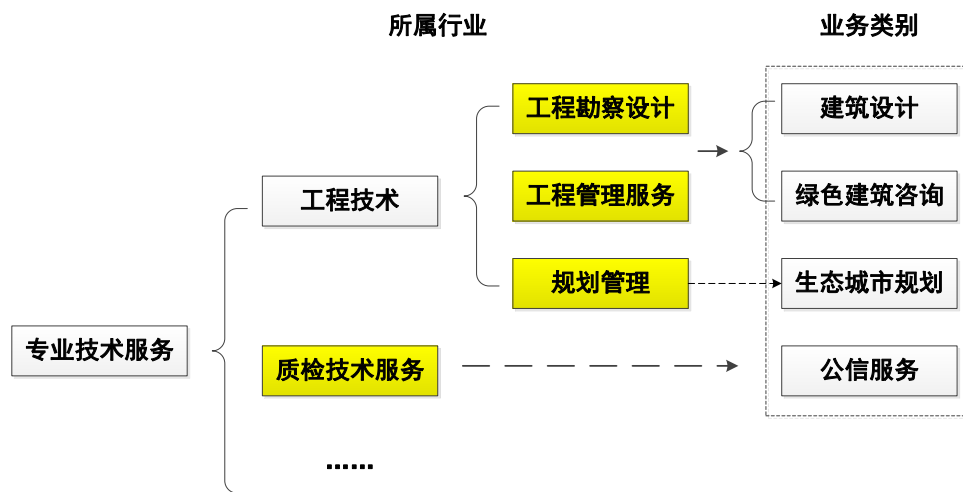 所属行业
业务类别
工程勘察设计
建筑设计
工程技术
工程管理服务
绿色建筑咨询
规划管理
生态城市规划
专业技术服务
质检技术服务
公信服务
……